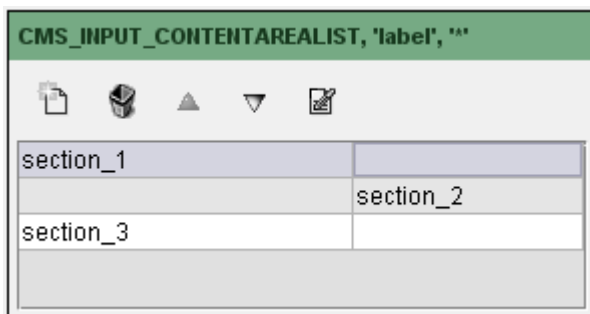 CMS_INPUT_CONTENTAREALIST, 'label', '*'
section_1
section_2
section_3